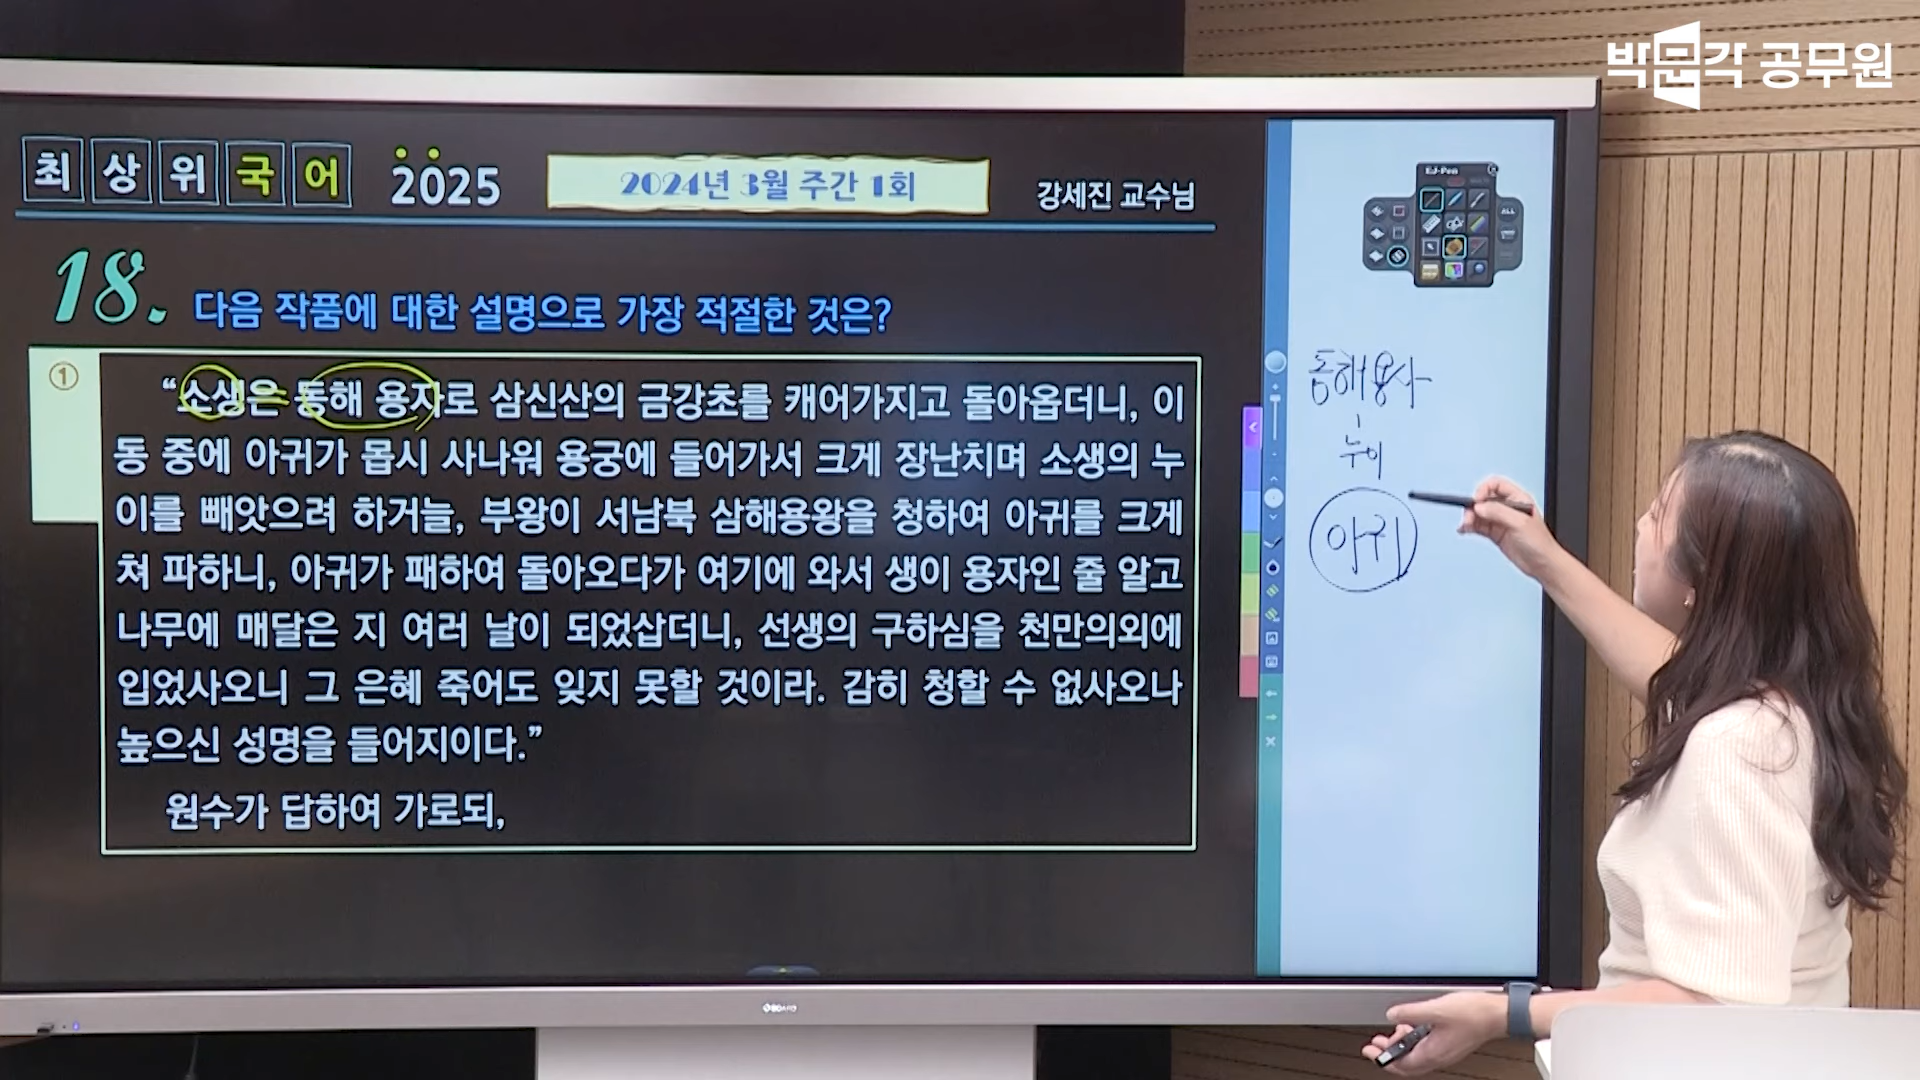 박문각 공무원
최상위국어 2025
2024년 3월 주간 1회
강세진 교수님
18. 다음 작품에 대한 설명으로 가장 적절한 것은?
①
“소생은 동해 용자로 삼신산의 금강초를 캐어가지고 돌아옵더니, 이
동 중에 아귀가 몹시 사나워 용궁에 들어가서 크게 장난치며 소생의 누
이를 빼앗으려 하거늘, 부왕이 서남북 삼해용왕을 청하여 아귀를 크게
쳐 파하니, 아귀가 패하여 돌아오다가 여기에 와서 생이 용자인 줄 알고
나무에 매달은 지 여러 날이 되었삽더니, 선생의 구하심을 천만의외에
입었사오니 그 은혜 죽어도 잊지 못할 것이라. 감히 청할 수 없사오나
높으신 성명을 들어지이다.”
원수가 답하여 가로되,
EJ-Pen
ALL
동해용사
누이
아귀